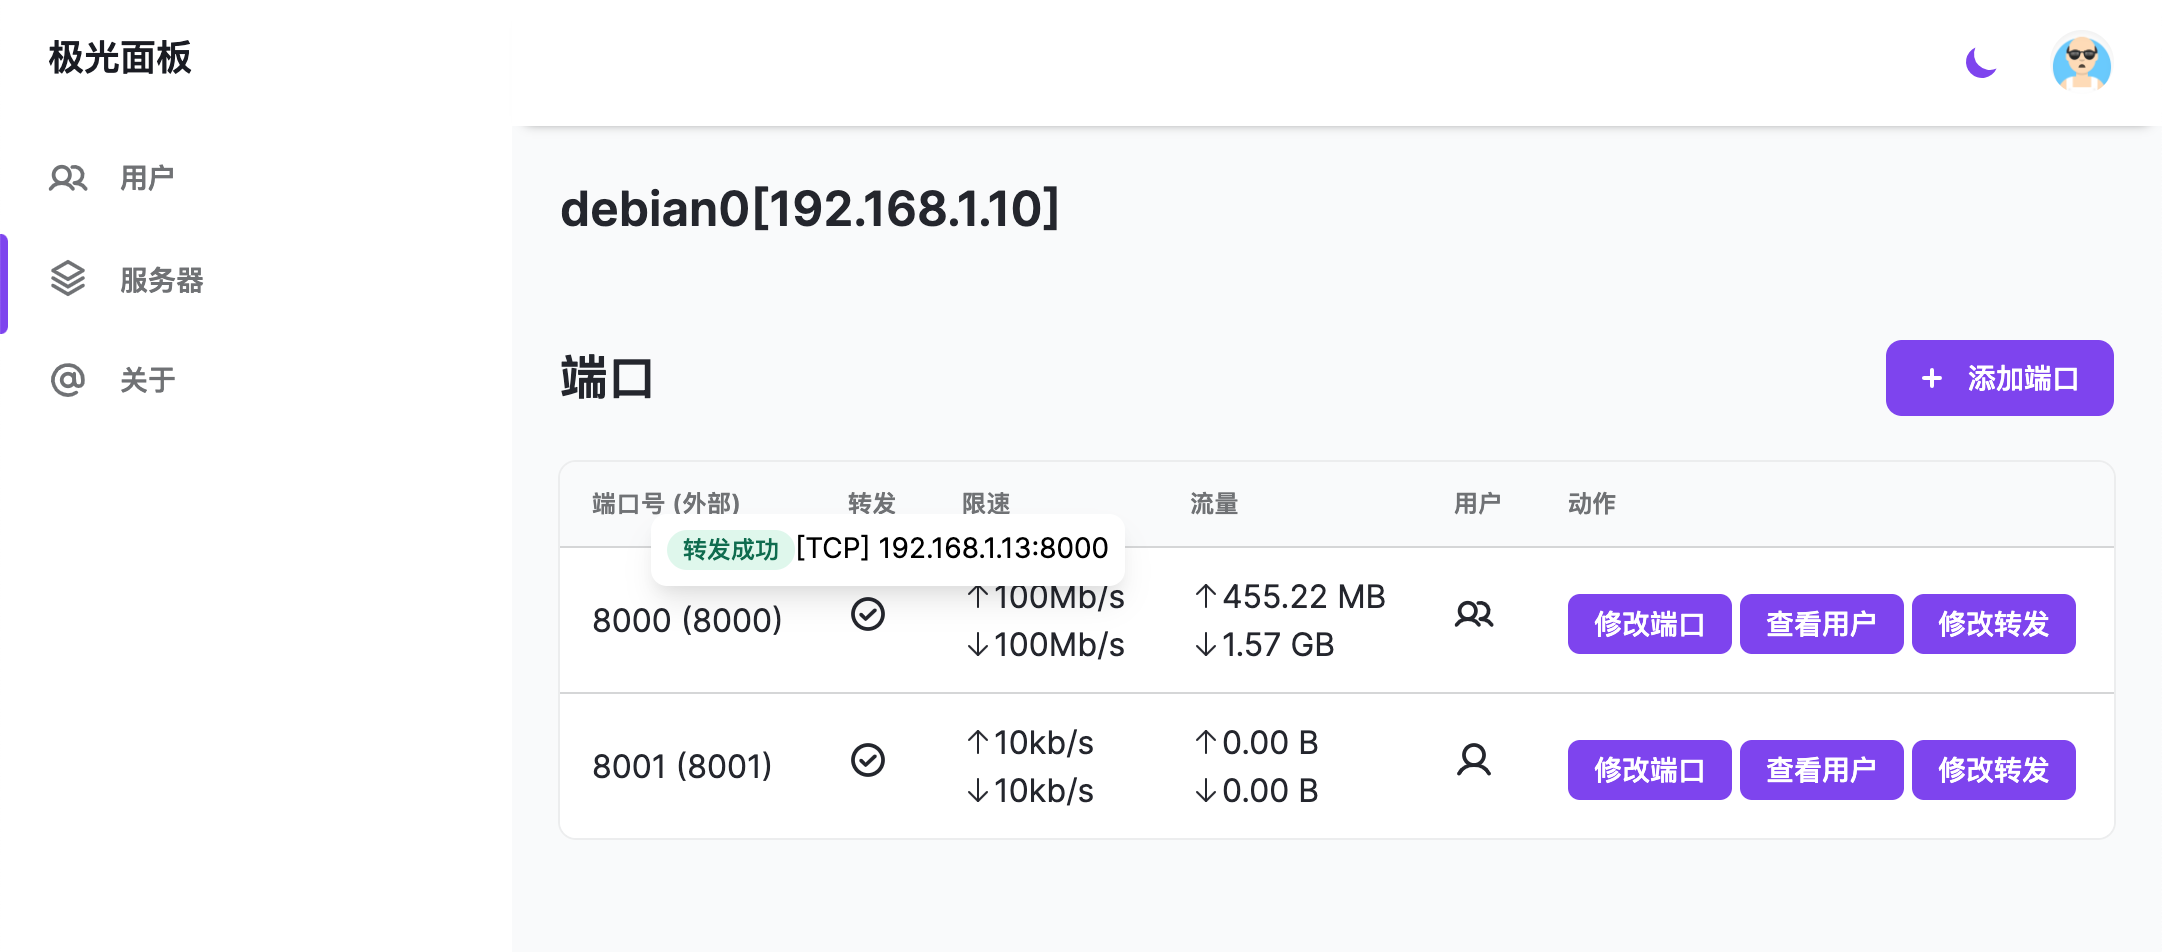 极光面板
用户
服务器
关于
debian0[192.168.1.10]
端口
+ 添加端口
端口号 (外部) 转发 限速 流量 用户 动作
转发成功 [TCP] 192.168.1.13:8000
8000 (8000) ↑100Mb/s ↑455.22 MB 修改端口 查看用户 修改转发
↓100Mb/s ↓1.57 GB
8001 (8001) ↑10kb/s ↑0.00 B 修改端口 查看用户 修改转发
↓10kb/s ↓0.00 B